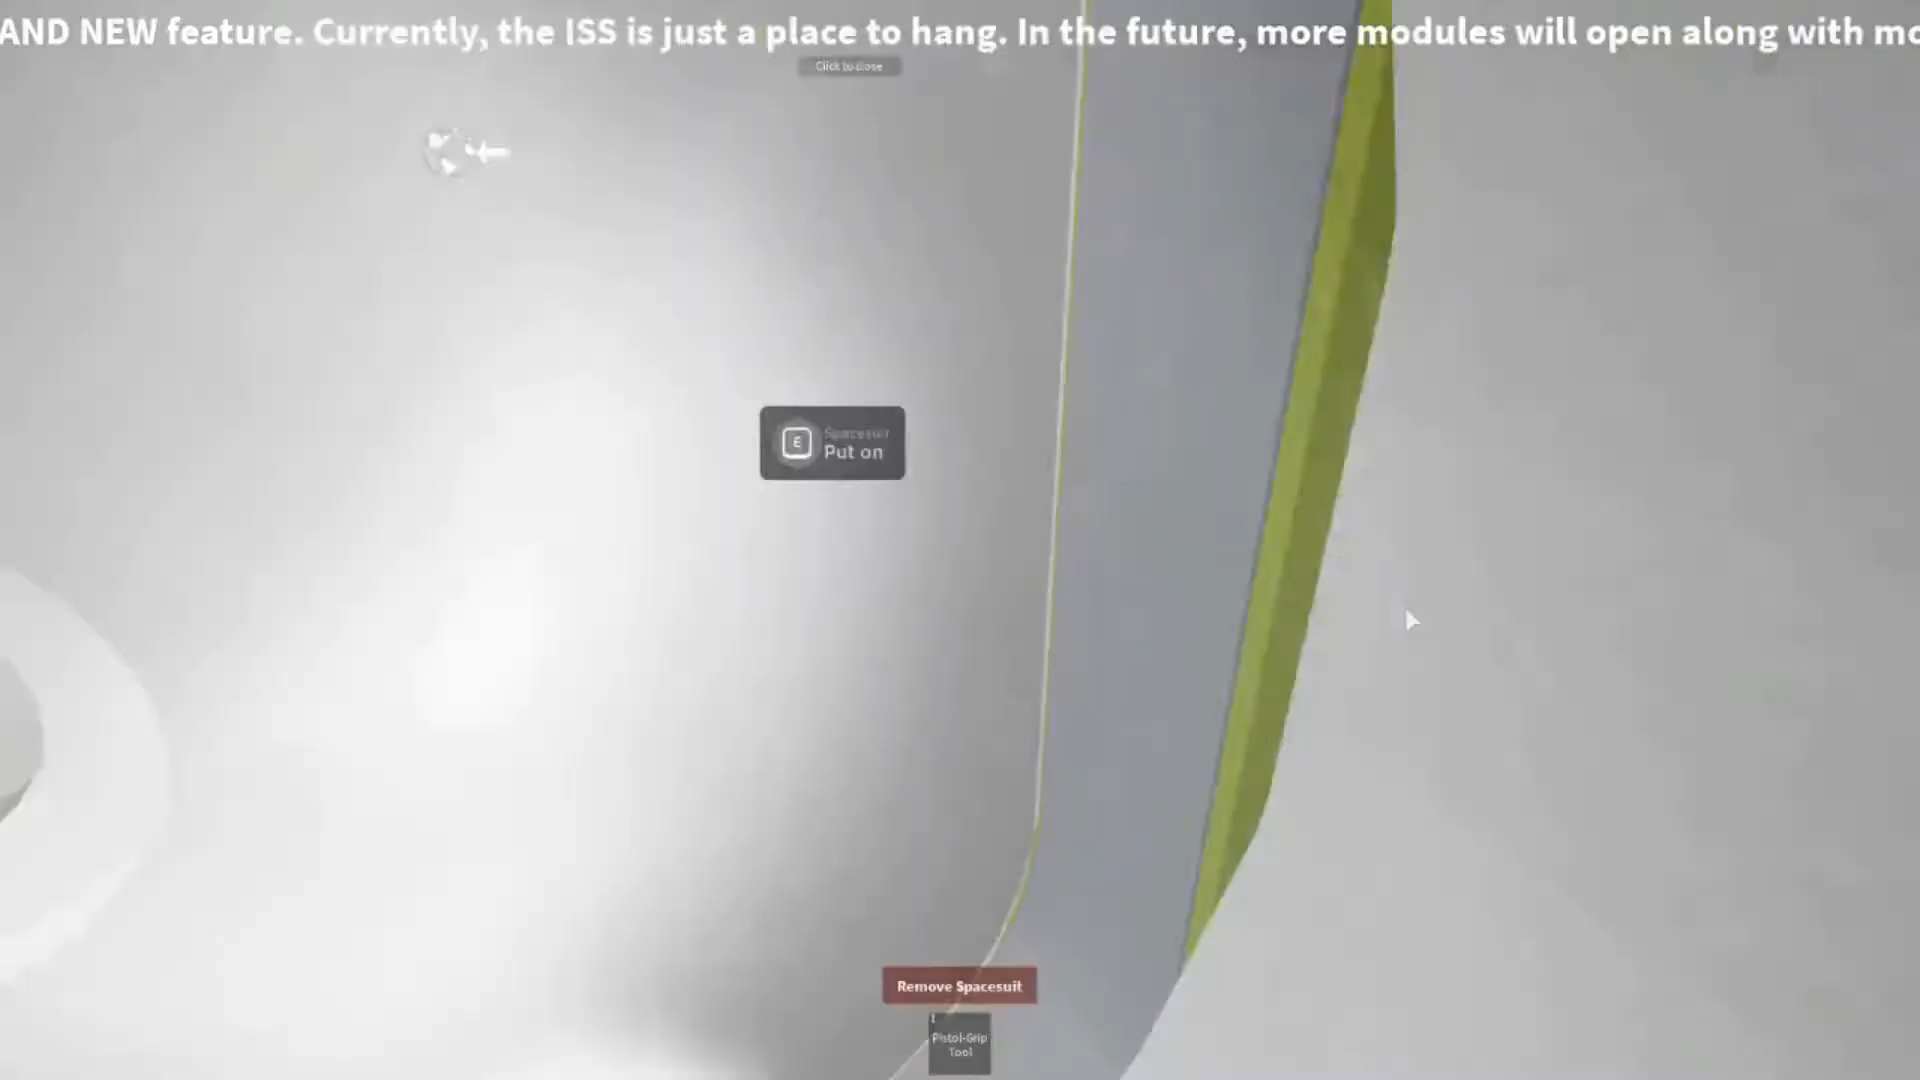 AND NEW feature. Currently, the ISS is just a place to hang. In the future, more modules will open along with mo
Click to close
E
Spacesuit
Put on
Remove Spacesuit
1
Pistol-Grip
Tool